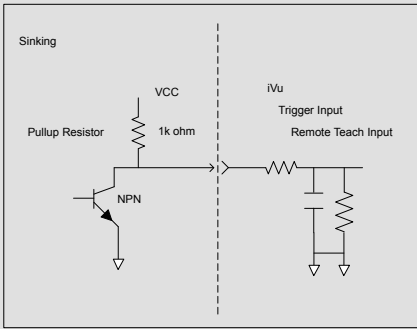 Sinking
VCC
iVu
Trigger Input
Pullup Resistor
1k ohm
Remote Teach Input
NPN